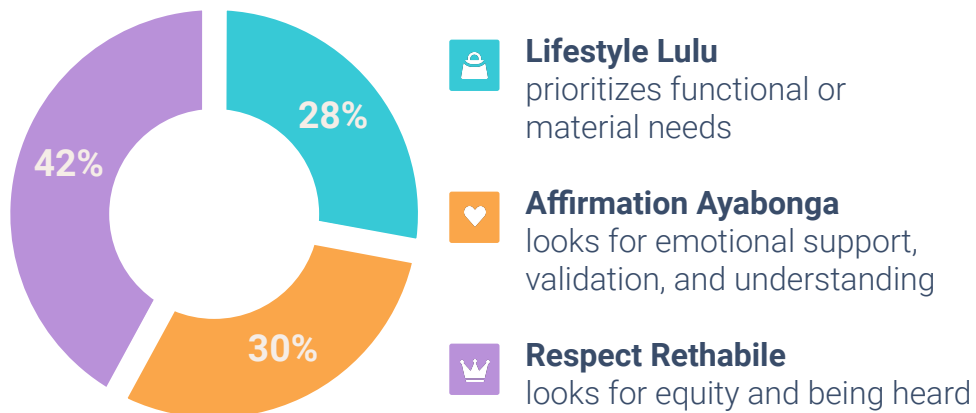 28%
42%
30%
Lifestyle Lulu
prioritizes functional or
material needs
Affirmation Ayabonga
looks for emotional support,
validation, and understanding
Respect Rethabile
looks for equity and being heard